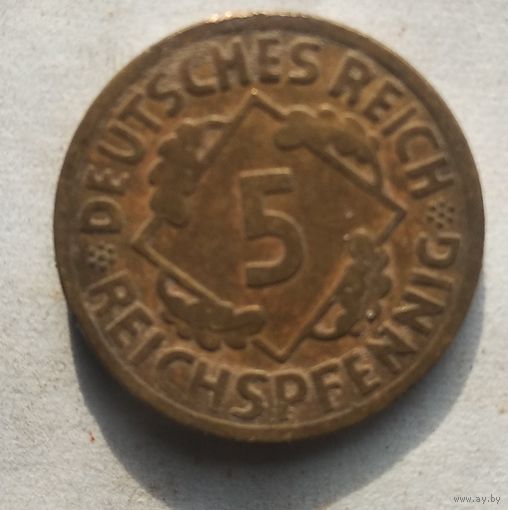 DEUTSCHES REICH
5
REICHSPFENNIG
www.ay.by